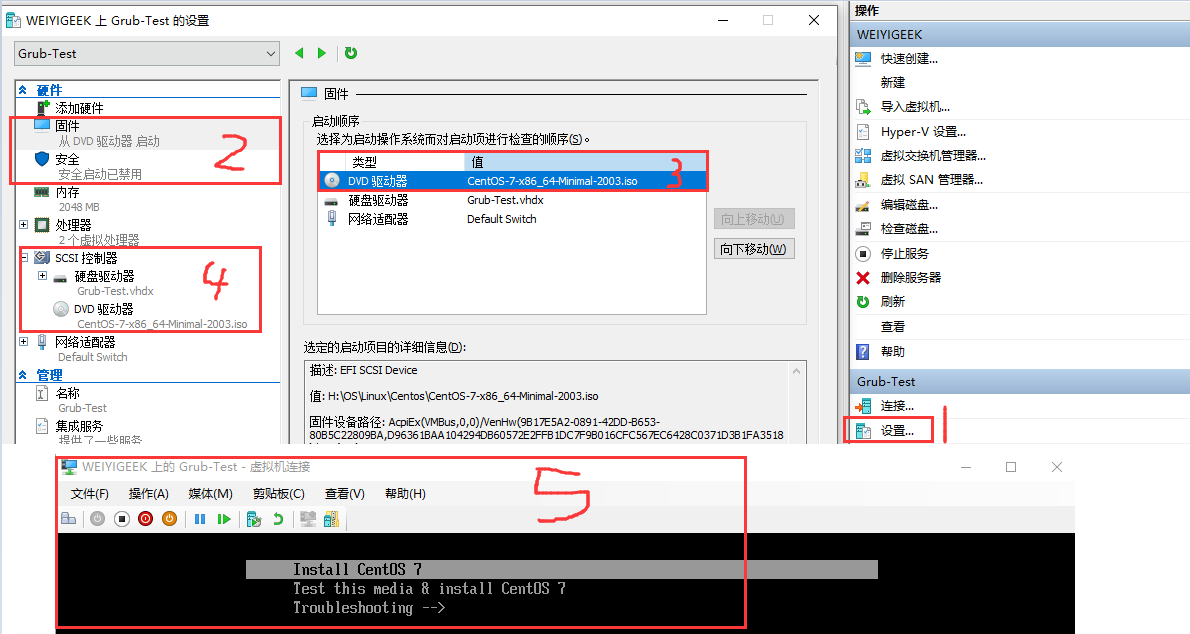 WEIYIGEEK 上 Grub-Test 的设置
Grub-Test
硬件
添加硬件
固件
从 DVD 驱动器 启动
安全
安全启动已禁用
2
内存
2048 MB
处理器
2 个虚拟处理器
SCSI 控制器
硬盘驱动器
Grub-Test.vhdx
DVD 驱动器
CentOS-7-x86_64-Minimal-2003.iso
4
网络适配器
Default Switch
管理
名称
Grub-Test
集成服务
提供了一些服务
固件
启动顺序
选择为启动操作系统而对启动项进行检查的顺序(S)。
类型 值
DVD 驱动器 CentOS-7-x86_64-Minimal-2003.iso
3
硬盘驱动器 Grub-Test.vhdx
网络适配器 Default Switch
向上移动(U)
向下移动(W)
选定的启动项目的详细信息(D):
描述: EFI SCSI Device
值: H:\OS\Linux\Centos\CentOS-7-x86_64-Minimal-2003.iso
固件设备路径: AcpiEx(VMBus,0,0)/VenHw(9B17E5A2-0891-42DD-B653-
80B5C22809BA,D96361BAA104294DB60572E2FFB1DC7F9B016CFC567EC6428C0371D3B1FA3518
操作
WEIYIGEEK
快速创建...
新建
导入虚拟机...
Hyper-V 设置...
虚拟交换机管理器...
虚拟 SAN 管理器...
编辑磁盘...
检查磁盘...
停止服务
删除服务器
刷新
查看
帮助
Grub-Test
连接...
设置...
1
WEIYIGEEK 上的 Grub-Test - 虚拟机连接
文件(F) 操作(A) 媒体(M) 剪贴板(C) 查看(V) 帮助(H)
5
Install CentOS 7
Test this media & install CentOS 7
Troubleshooting -->